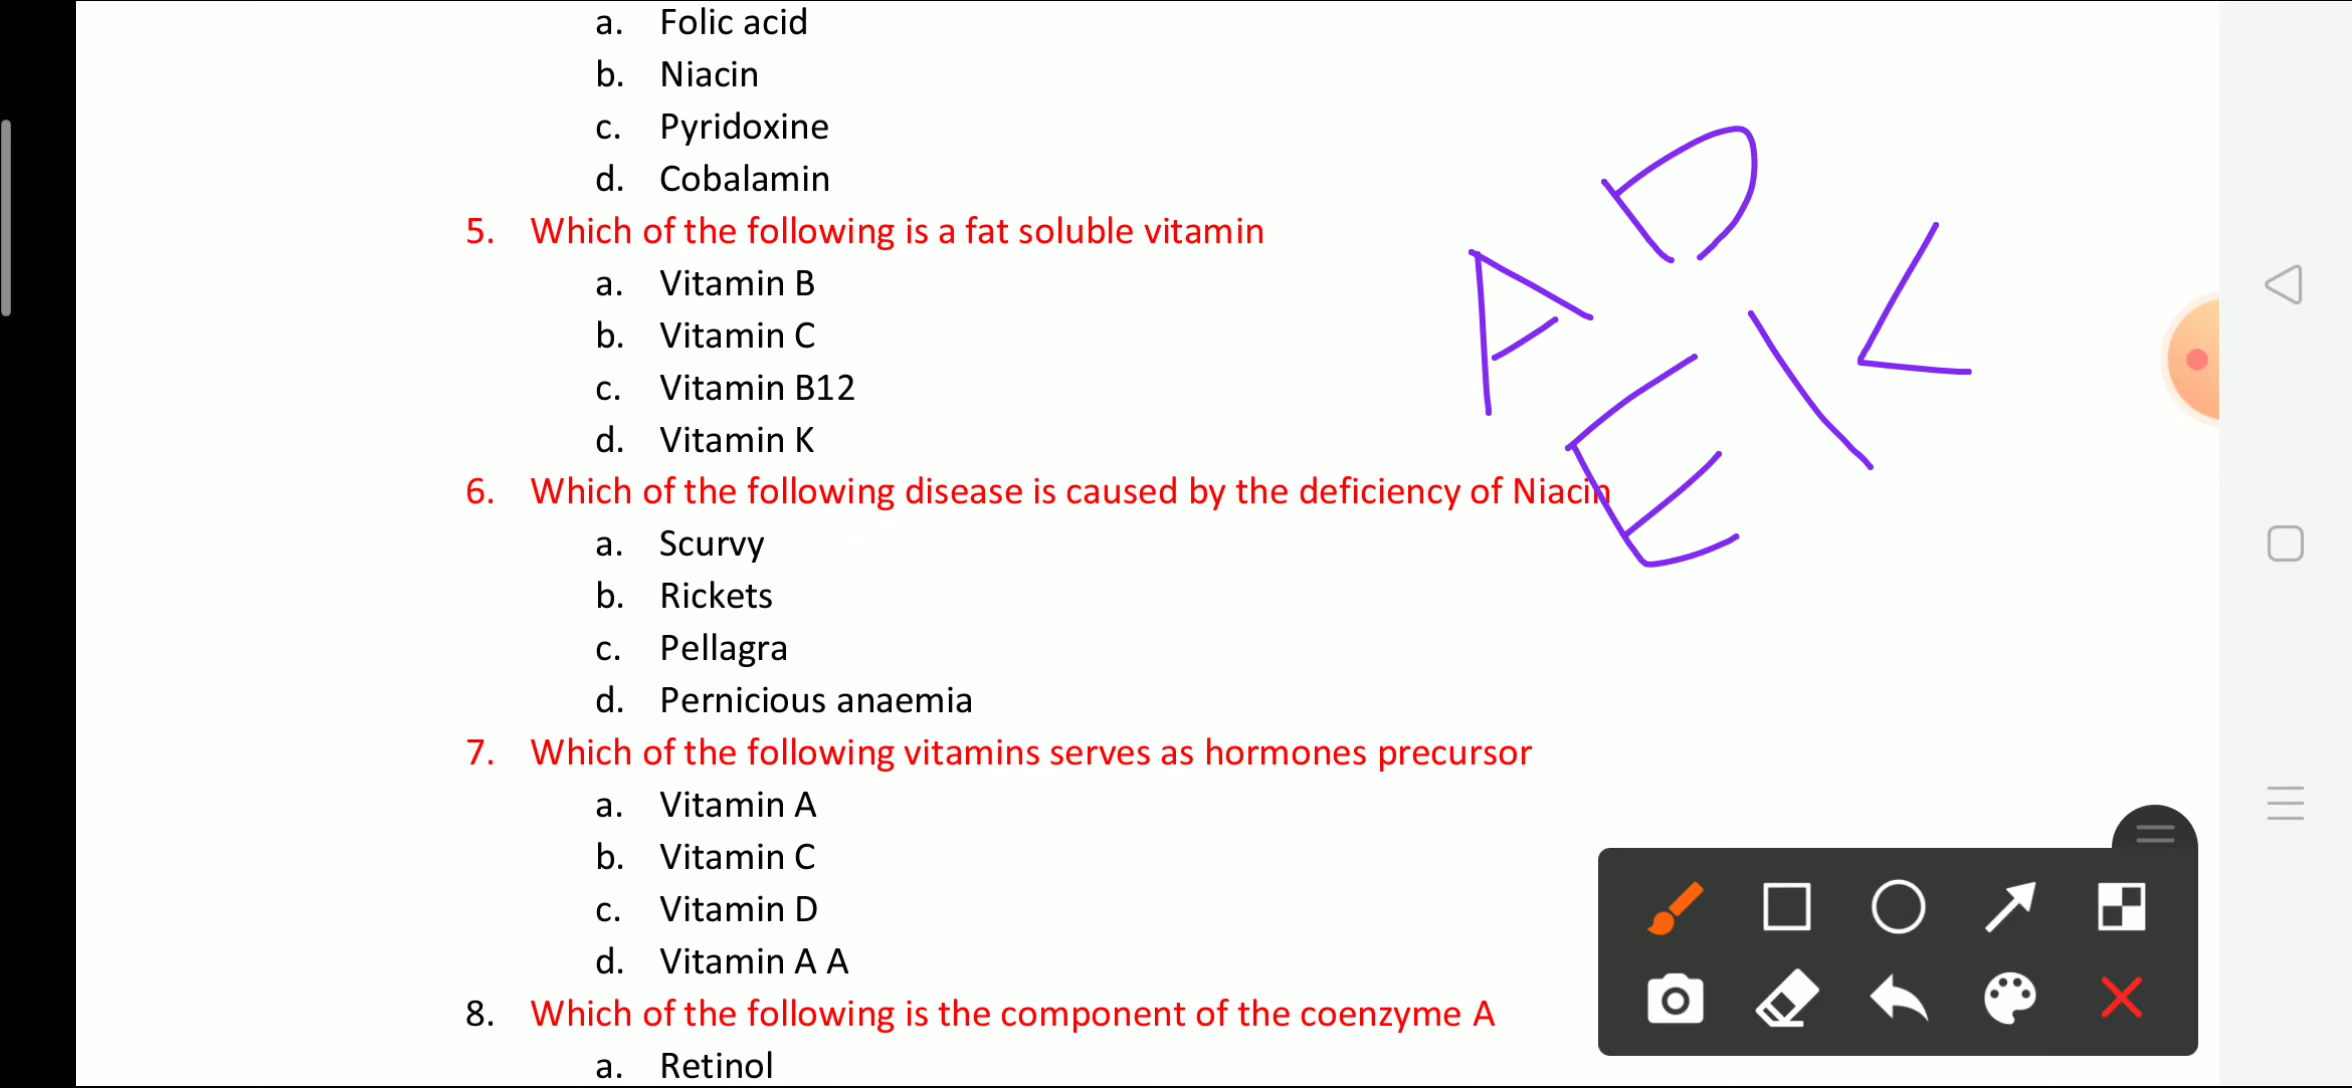 a. Folic acid
b. Niacin
c. Pyridoxine
d. Cobalamin
5. Which of the following is a fat soluble vitamin
a. Vitamin B
b. Vitamin C
c. Vitamin B12
d. Vitamin K
6. Which of the following disease is caused by the deficiency of Niacin
a. Scurvy
b. Rickets
c. Pellagra
d. Pernicious anaemia
7. Which of the following vitamins serves as hormones precursor
a. Vitamin A
b. Vitamin C
c. Vitamin D
d. Vitamin A A
8. Which of the following is the component of the coenzyme A
a. Retinol
A D E K